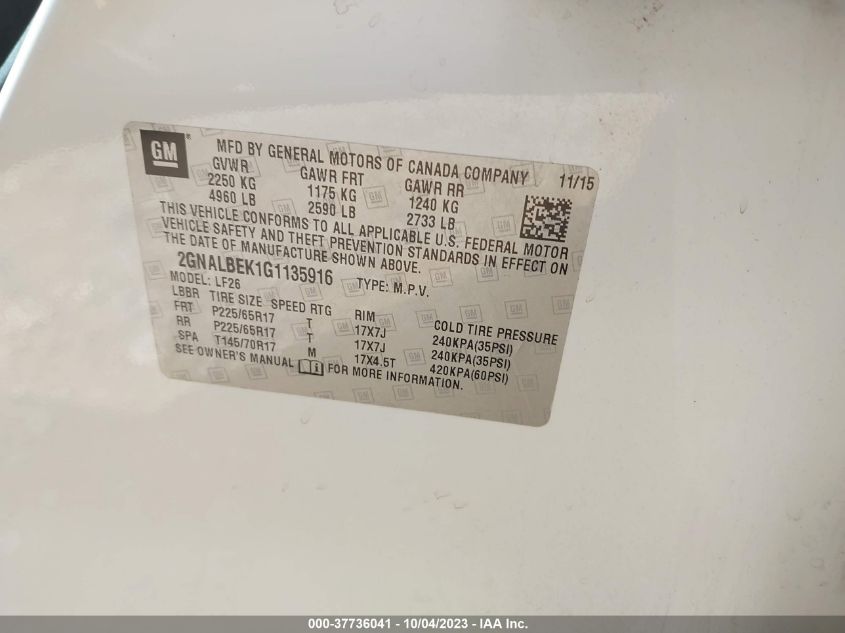 GM ®
MFD BY GENERAL MOTORS OF CANADA COMPANY 11/15
GVWR GAWR FRT GAWR RR
2250 KG 1175 KG 1240 KG
4960 LB 2590 LB 2733 LB
THIS VEHICLE CONFORMS TO ALL APPLICABLE U.S. FEDERAL MOTOR
VEHICLE SAFETY AND THEFT PREVENTION STANDARDS IN EFFECT ON
THE DATE OF MANUFACTURE SHOWN ABOVE.
2GNALBEK1G1135916 TYPE: M.P.V.
MODEL: LF26
LBBR TIRE SIZE SPEED RTG RIM COLD TIRE PRESSURE
FRT P225/65R17 T 17X7J 240KPA(35PSI)
RR P225/65R17 T 17X7J 240KPA(35PSI)
SPA T145/70R17 M 17X4.5T 420KPA(60PSI)
SEE OWNER'S MANUAL FOR MORE INFORMATION.
000-37736041 - 10/04/2023 - IAA Inc.